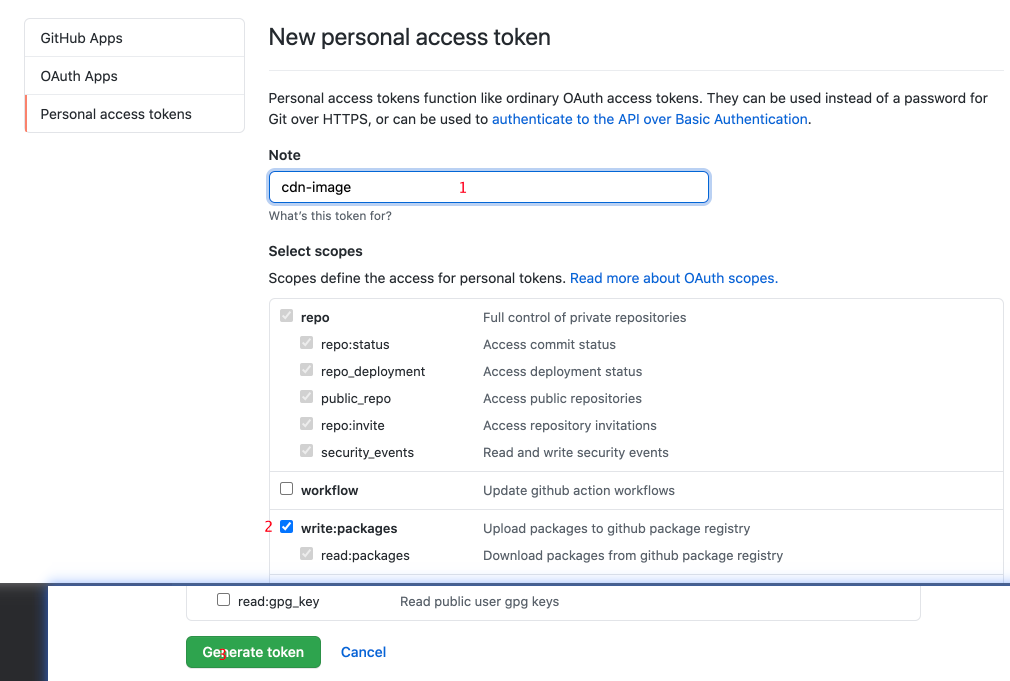 GitHub Apps
OAuth Apps
Personal access tokens
New personal access token
Personal access tokens function like ordinary OAuth access tokens. They can be used instead of a password for
Git over HTTPS, or can be used to authenticate to the API over Basic Authentication.
Note
cdn-image 1
What's this token for?
Select scopes
Scopes define the access for personal tokens. Read more about OAuth scopes.
repo Full control of private repositories
repo:status Access commit status
repo_deployment Access deployment status
public_repo Access public repositories
repo:invite Access repository invitations
security_events Read and write security events
workflow Update github action workflows
2 write:packages Upload packages to github package registry
read:packages Download packages from github package registry
read:gpg_key Read public user gpg keys
Generate token Cancel
3